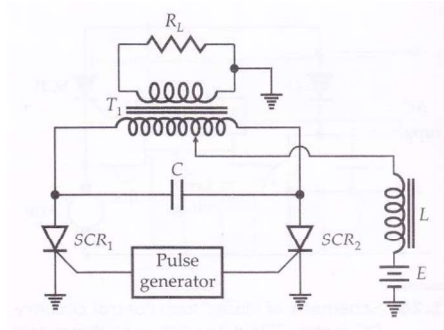 R_L
T_1
C
L
SCR_1
Pulse
generator
SCR_2
E